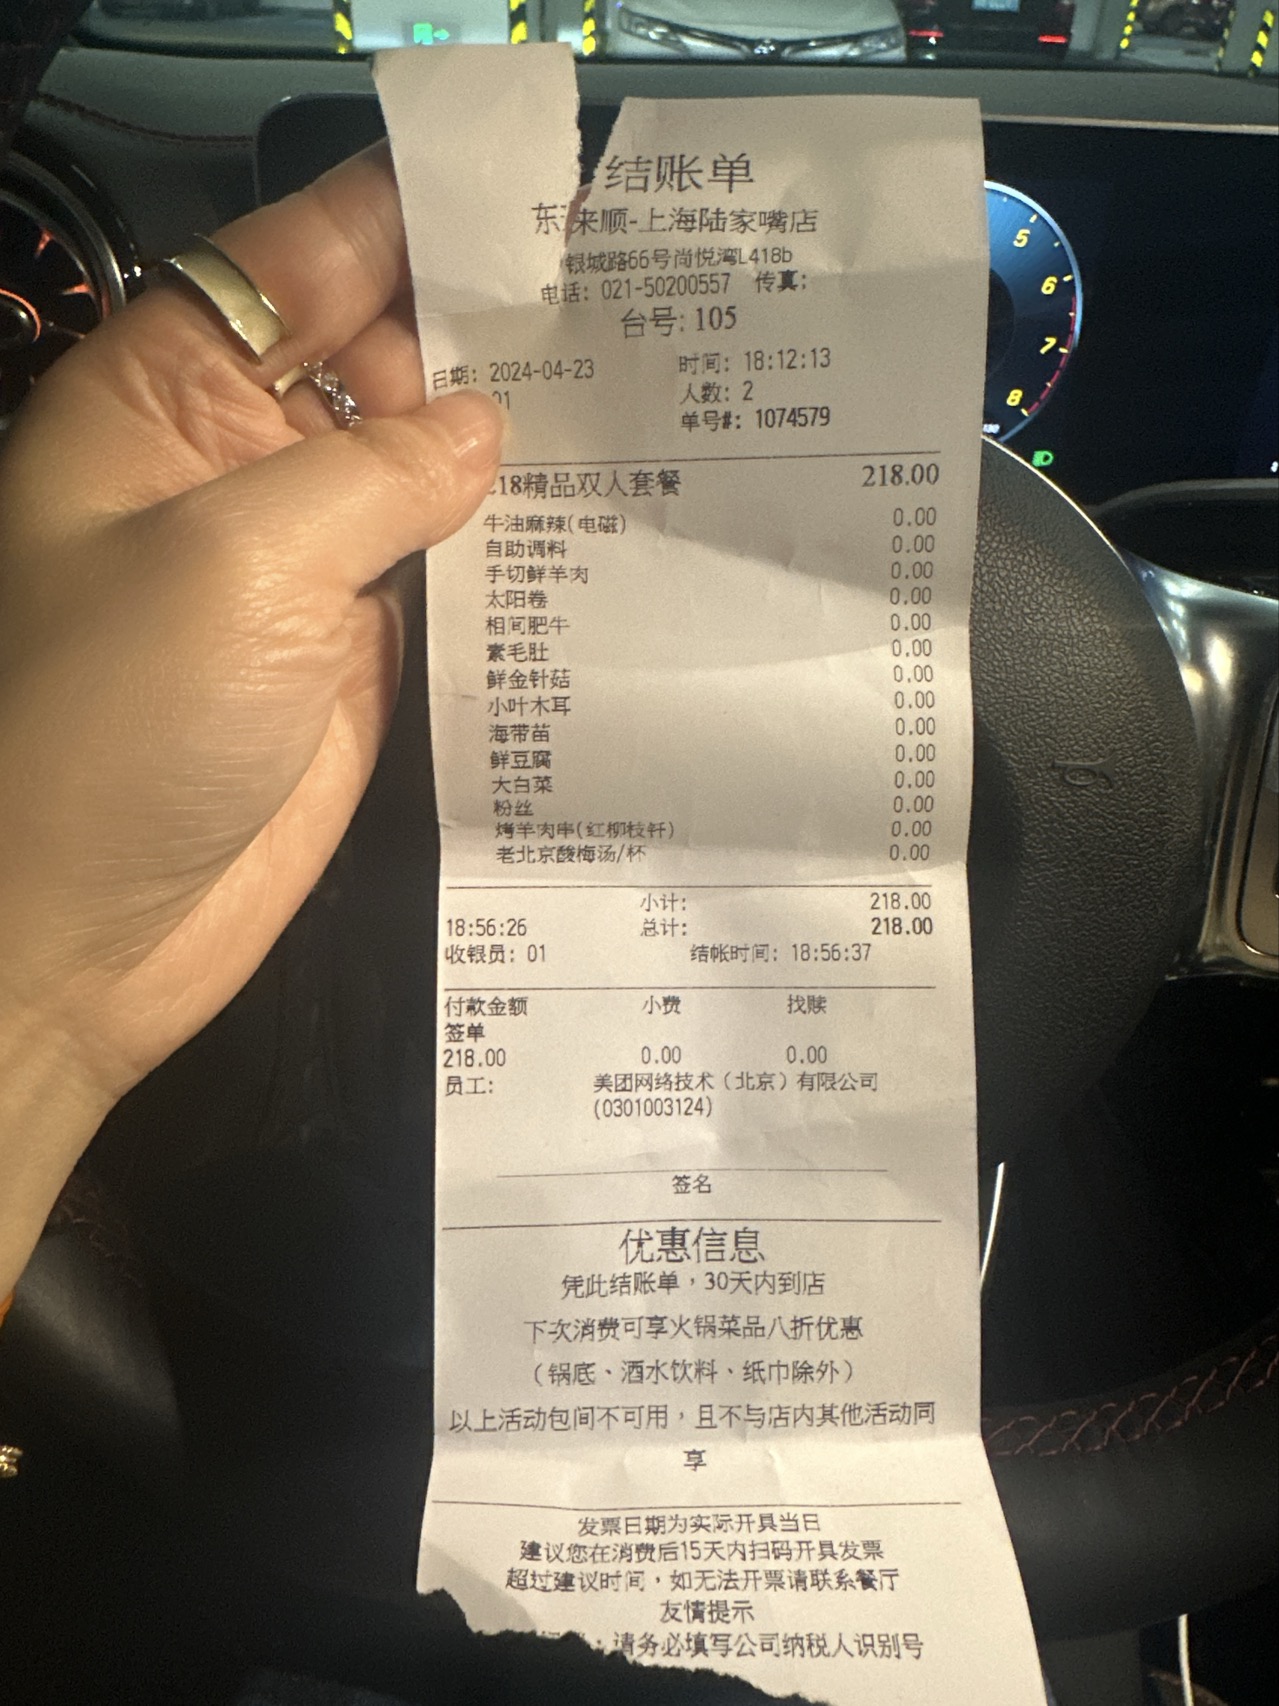 结账单
东来顺-上海陆家嘴店
银城路66号尚悦湾L418b
电话: 021-50200557 传真:
台号: 105
日期: 2024-04-23 时间: 18:12:13
01 人数: 2
单号#: 1074579
18精品双人套餐 218.00
牛油麻辣(电磁) 0.00
自助调料 0.00
手切鲜羊肉 0.00
太阳卷 0.00
相间肥牛 0.00
素毛肚 0.00
鲜金针菇 0.00
小叶木耳 0.00
海带苗 0.00
鲜豆腐 0.00
大白菜 0.00
粉丝 0.00
烤羊肉串(红柳枝钎) 0.00
老北京酸梅汤/杯 0.00
小计: 218.00
18:56:26 总计: 218.00
收银员: 01 结帐时间: 18:56:37
付款金额 小费 找赎
签单
218.00 0.00 0.00
员工: 美团网络技术（北京）有限公司
(0301003124)
签名
优惠信息
凭此结账单，30天内到店
下次消费可享火锅菜品八折优惠
（锅底、酒水饮料、纸巾除外）
以上活动包间不可用，且不与店内其他活动同
享
发票日期为实际开具当日
建议您在消费后15天内扫码开具发票
超过建议时间，如无法开票请联系餐厅
友情提示
请务必填写公司纳税人识别号
5
6
7
8